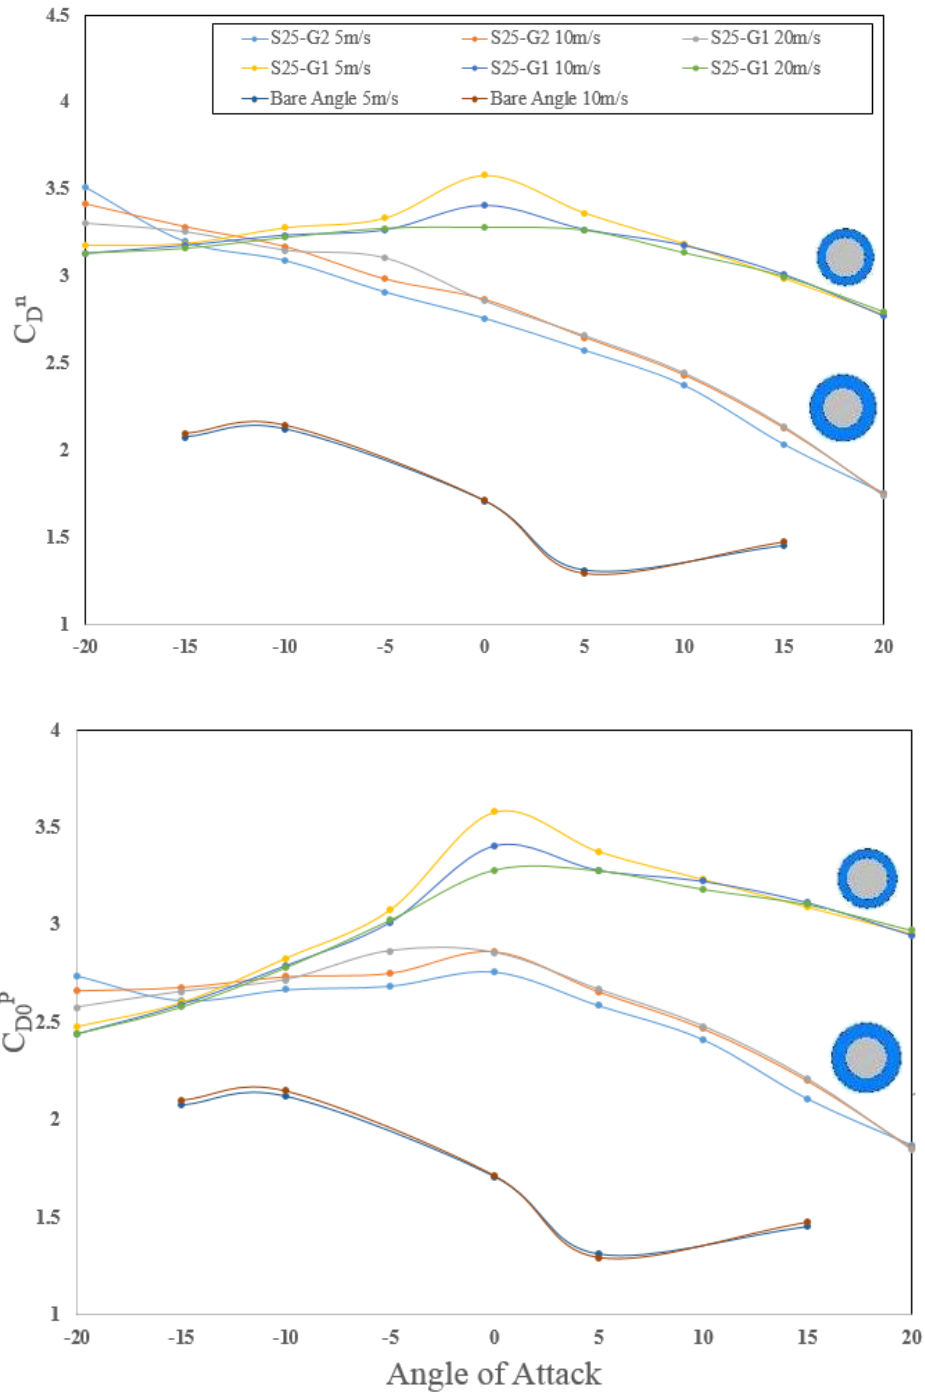 4.5
S25-G2 5m/s S25-G2 10m/s S25-G1 20m/s
S25-G1 5m/s S25-G1 10m/s S25-G1 20m/s
Bare Angle 5m/s Bare Angle 10m/s
4
3.5
3
C_D^n
2.5
2
1.5
1
-20 -15 -10 -5 0 5 10 15 20
4
3.5
3
2.5
C_D0^P
2
1.5
1
-20 -15 -10 -5 0 5 10 15 20
Angle of Attack